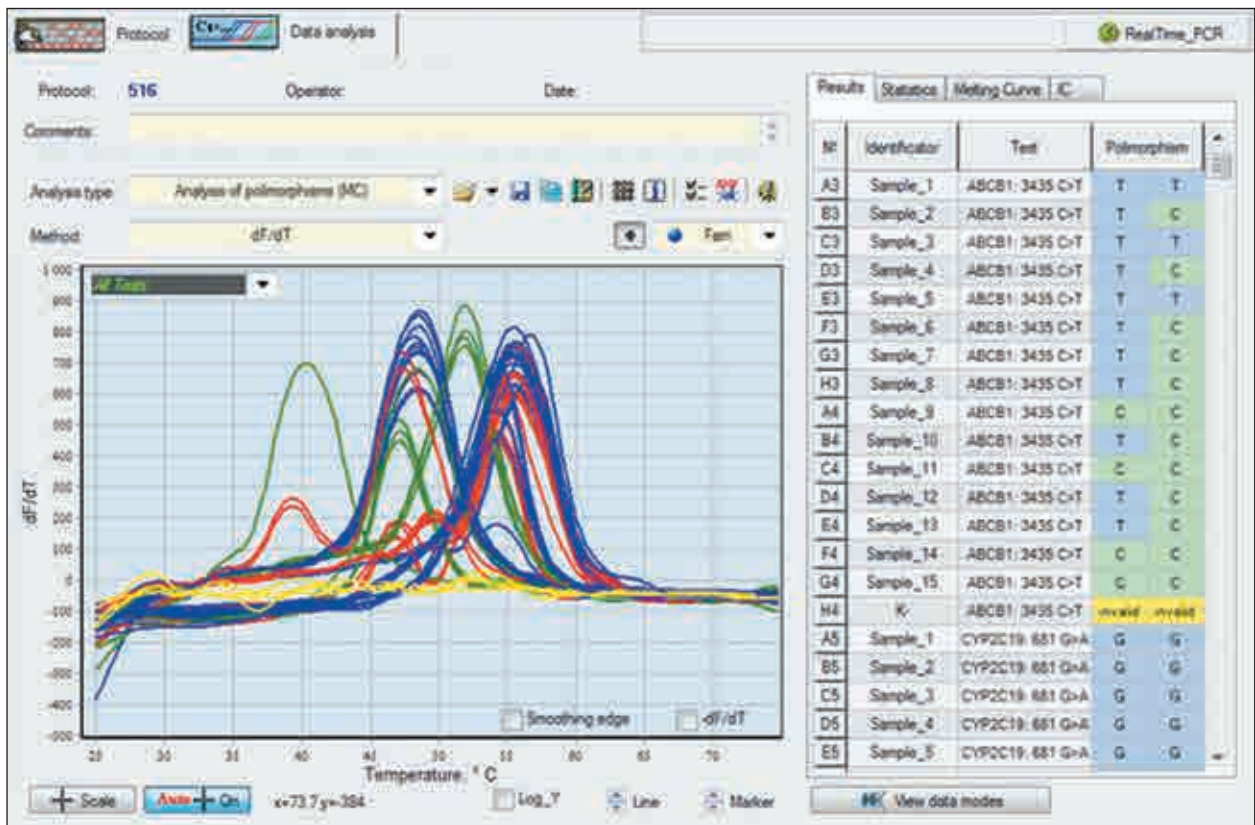 Protocol
Data analysis
RealTime_PCR
Protocol: 516 Operator: Date:
Comments:
Analysis type: Analysis of polimorphisms (MC)
Method: dF/dT
Fam
All Tests
1 000
dF/dT
Smoothing edge
-dF/dT
Temperature, ° C
Scale
Auto On
x=73.7 y=-384
Log_Y
Line
Marker
Results Statistics Melting Curve IC
№ Identificator Test Polimorphism
A3 Sample_1 ABCB1: 3435 C>T T T
B3 Sample_2 ABCB1: 3435 C>T T C
C3 Sample_3 ABCB1: 3435 C>T T T
D3 Sample_4 ABCB1: 3435 C>T T C
E3 Sample_5 ABCB1: 3435 C>T T T
F3 Sample_6 ABCB1: 3435 C>T T C
G3 Sample_7 ABCB1: 3435 C>T T C
H3 Sample_8 ABCB1: 3435 C>T T C
A4 Sample_9 ABCB1: 3435 C>T C C
B4 Sample_10 ABCB1: 3435 C>T T C
C4 Sample_11 ABCB1: 3435 C>T C C
D4 Sample_12 ABCB1: 3435 C>T T C
E4 Sample_13 ABCB1: 3435 C>T T C
F4 Sample_14 ABCB1: 3435 C>T C C
G4 Sample_15 ABCB1: 3435 C>T C C
H4 K- ABCB1: 3435 C>T invalid invalid
A5 Sample_1 CYP2C19: 681 G>A G G
B5 Sample_2 CYP2C19: 681 G>A G G
C5 Sample_3 CYP2C19: 681 G>A G G
D5 Sample_4 CYP2C19: 681 G>A G G
E5 Sample_5 CYP2C19: 681 G>A G G
View data modes